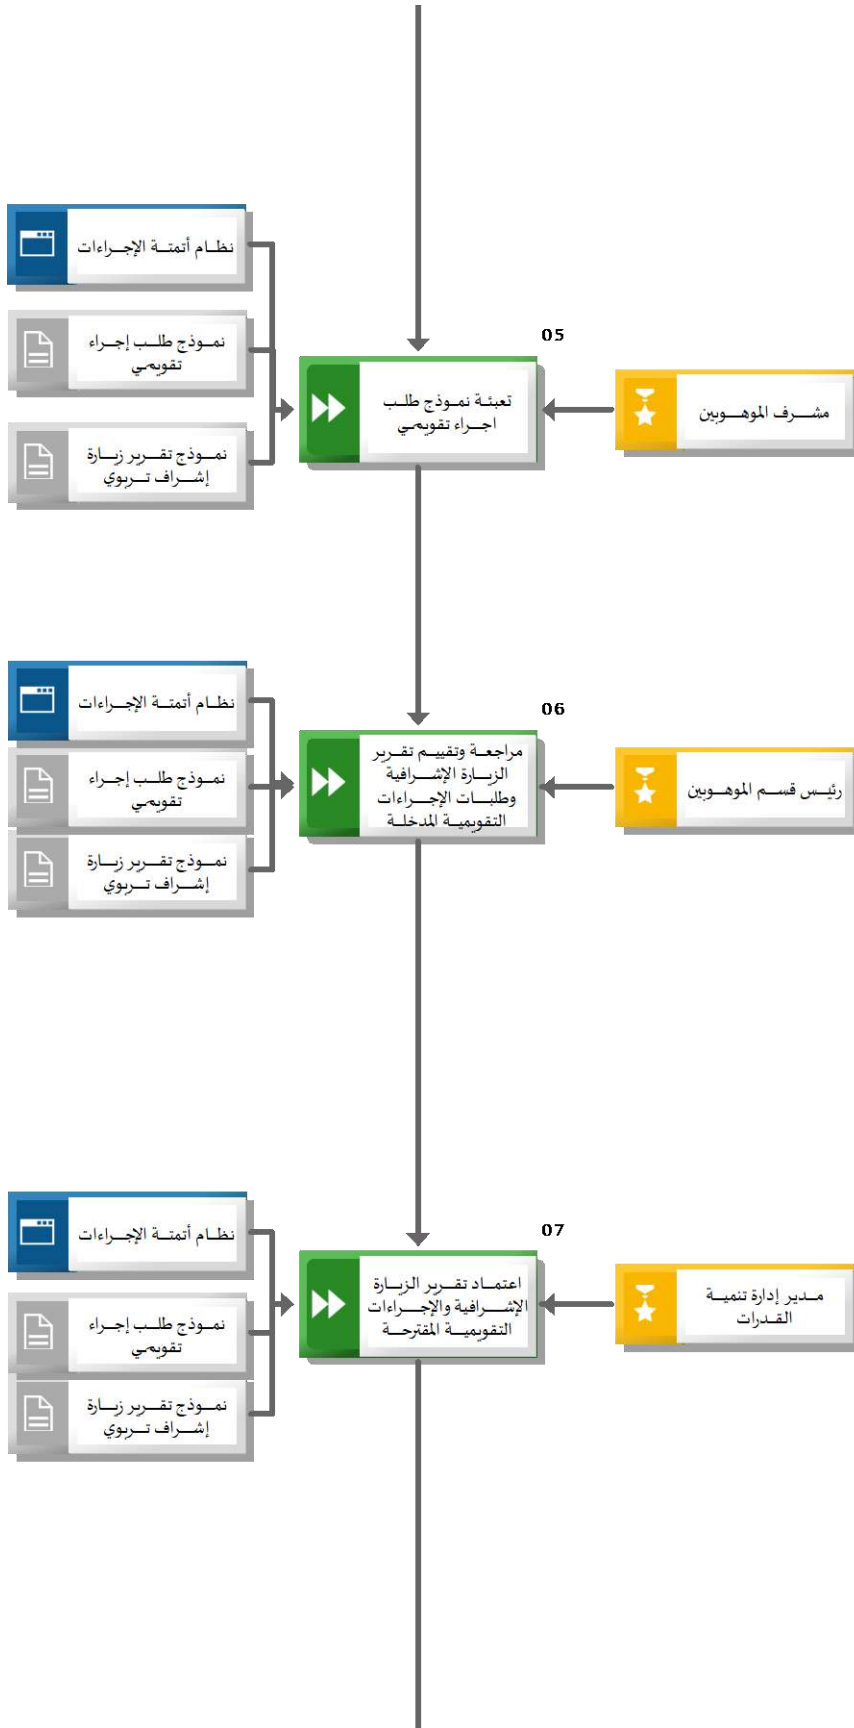 05
مشرف الموهوبين
تعبئة نموذج طلب
اجراء تقويمي
نظام أتمتة الإجراءات
نموذج طلب إجراء
تقويمي
نموذج تقرير زيارة
إشراف تربوي
06
رئيس قسم الموهوبين
مراجعة وتقييم تقرير
الزيارة الإشرافية
وطلبات الإجراءات
التقويمية المدخلة
نظام أتمتة الإجراءات
نموذج طلب إجراء
تقويمي
نموذج تقرير زيارة
إشراف تربوي
07
مدير إدارة تنمية
القدرات
اعتماد تقرير الزيارة
الإشرافية والإجراءات
التقويمية المقترحة
نظام أتمتة الإجراءات
نموذج طلب إجراء
تقويمي
نموذج تقرير زيارة
إشراف تربوي